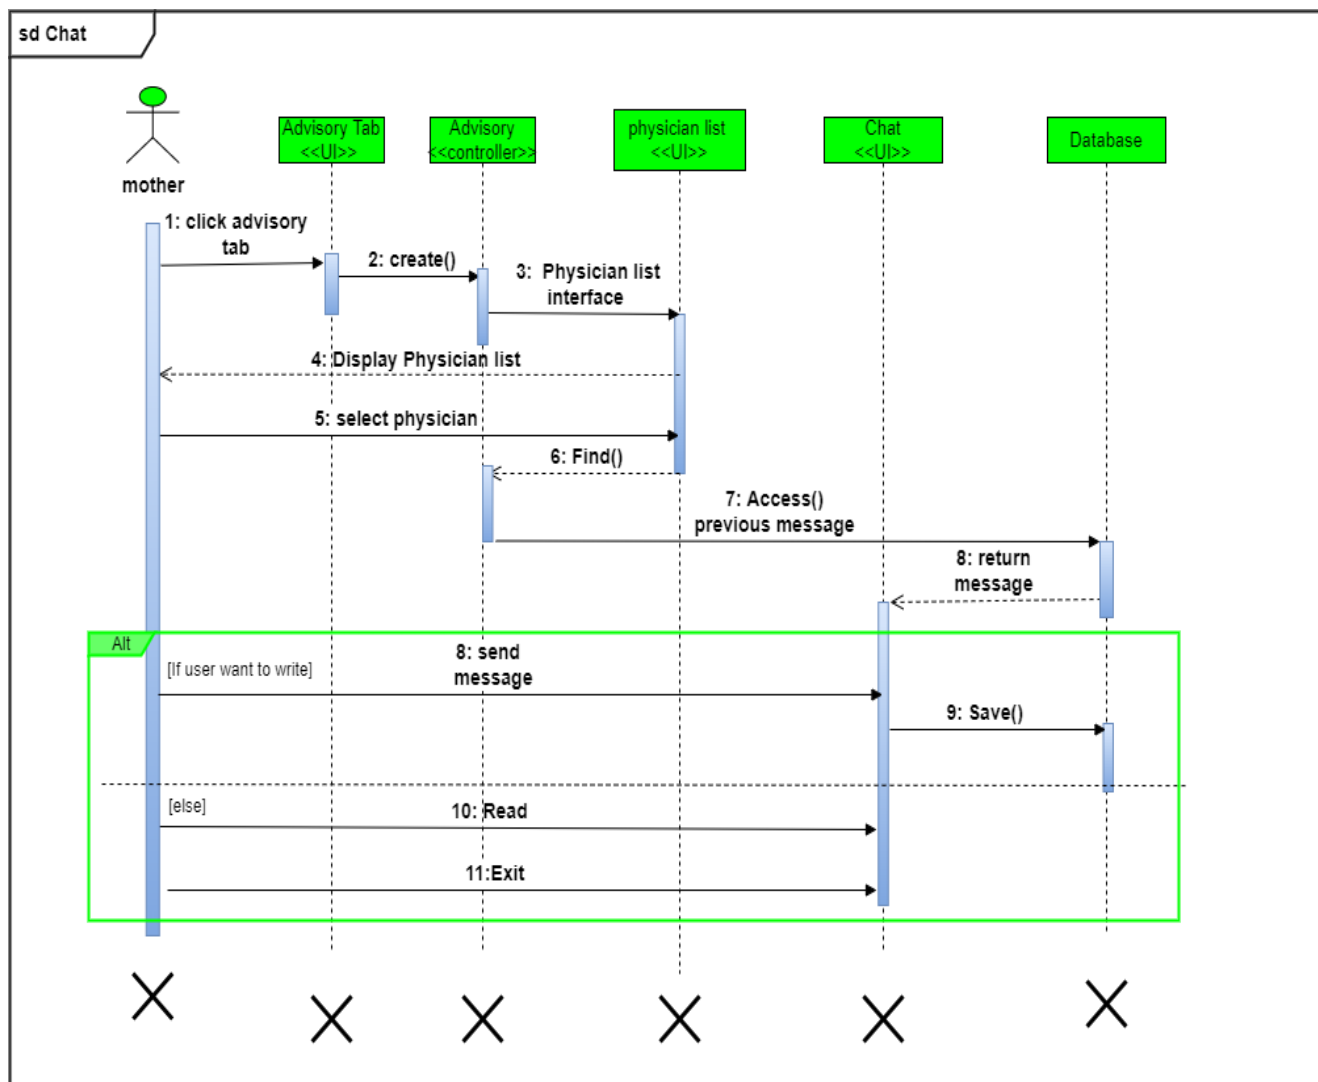 sd Chat
Advisory Tab
<<UI>>
Advisory
<<controller>>
physician list
<<UI>>
Chat
<<UI>>
Database
mother
1: click advisory
tab
2: create()
3:  Physician list
interface
4: Display Physician list
5: select physician
6: Find()
7: Access()
previous message
8: return
message
Alt
[If user want to write]
8: send
message
9: Save()
[else]
10: Read
11:Exit